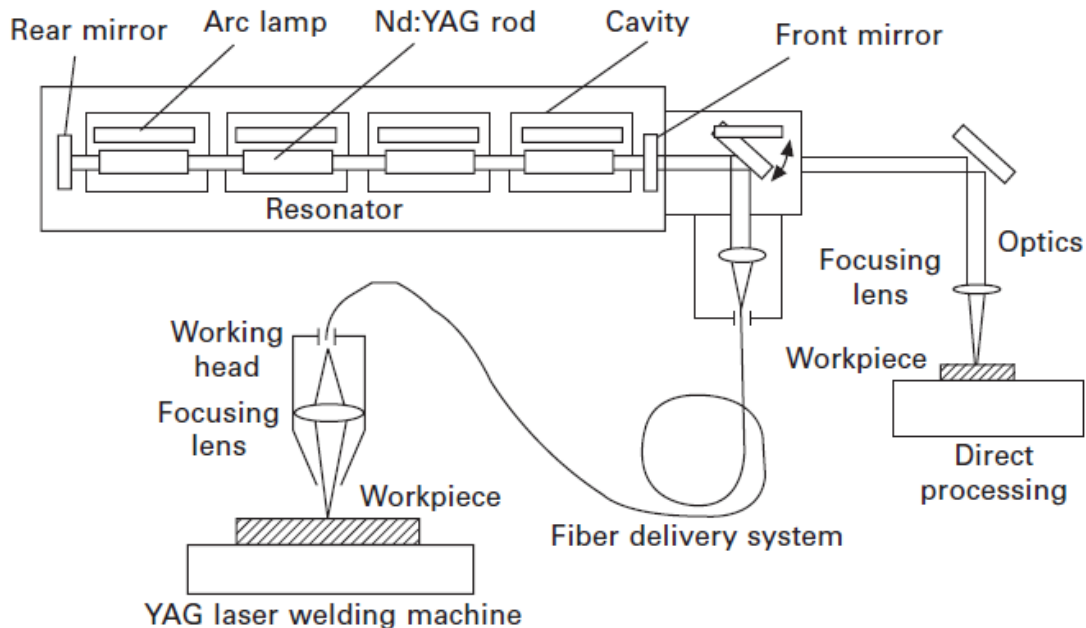 Rear mirror
Arc lamp
Nd:YAG rod
Cavity
Front mirror
Resonator
Optics
Focusing
lens
Workpiece
Direct
processing
Working
head
Focusing
lens
Workpiece
Fiber delivery system
YAG laser welding machine